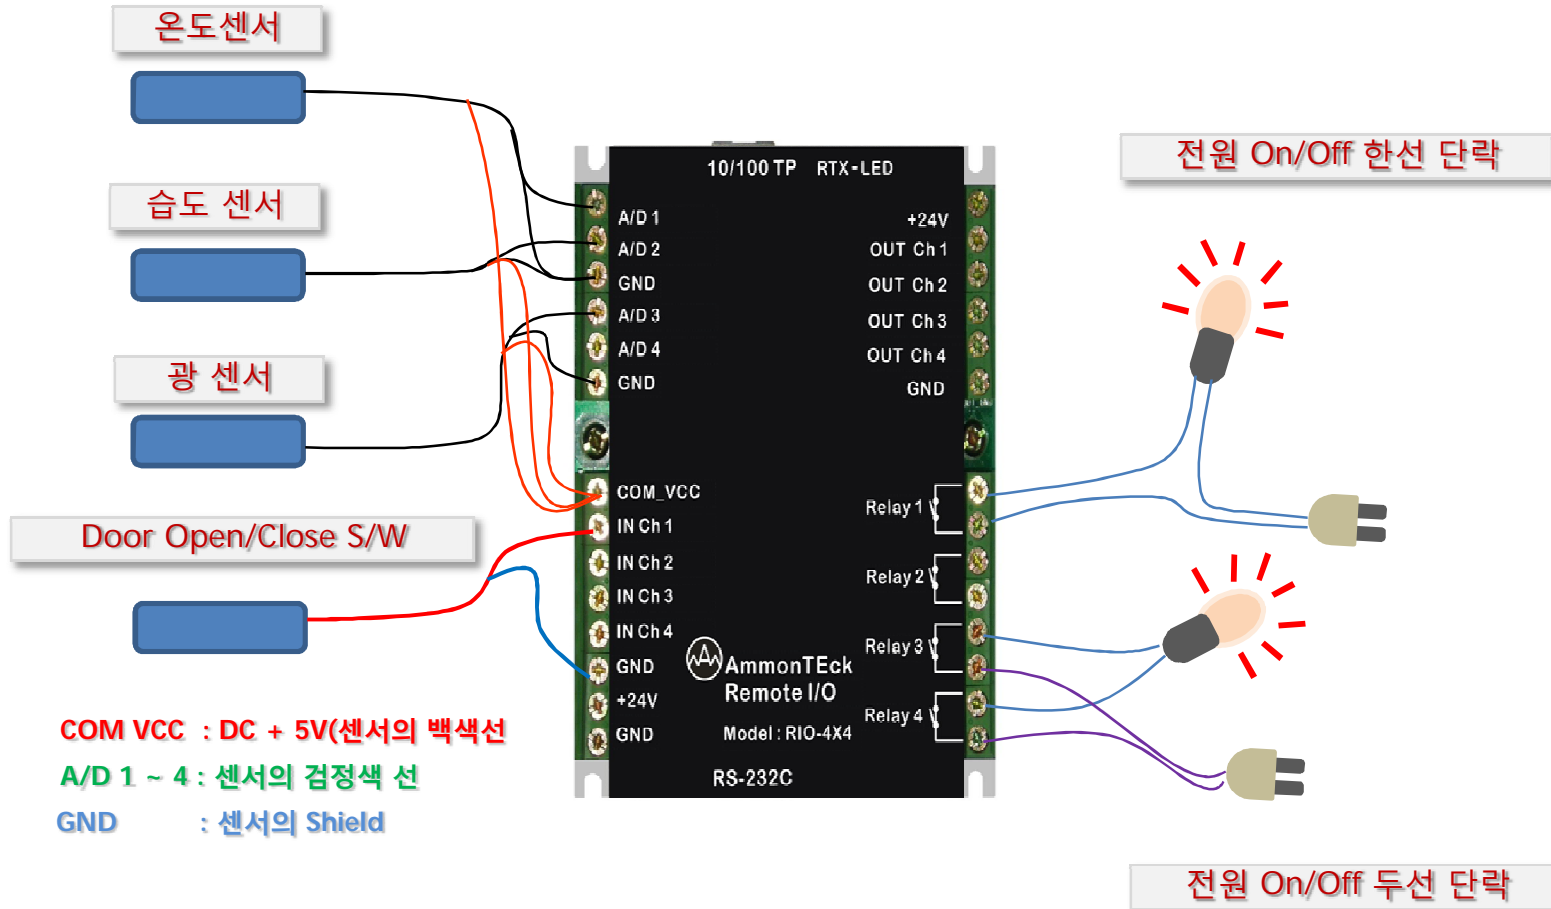 온도센서
습도 센서
광 센서
Door Open/Close S/W
COM VCC : DC + 5V(센서의 백색선
A/D 1 ~ 4 : 센서의 검정색 선
GND : 센서의 Shield
10/100 TP RTX-LED
A/D 1
A/D 2
GND
A/D 3
A/D 4
GND
COM_VCC
IN Ch 1
IN Ch 2
IN Ch 3
IN Ch 4
GND
+24V
GND
+24V
OUT Ch 1
OUT Ch 2
OUT Ch 3
OUT Ch 4
GND
Relay 1
Relay 2
Relay 3
Relay 4
AmmonTEck
Remote I/O
Model : RIO-4X4
RS-232C
전원 On/Off 한선 단락
전원 On/Off 두선 단락